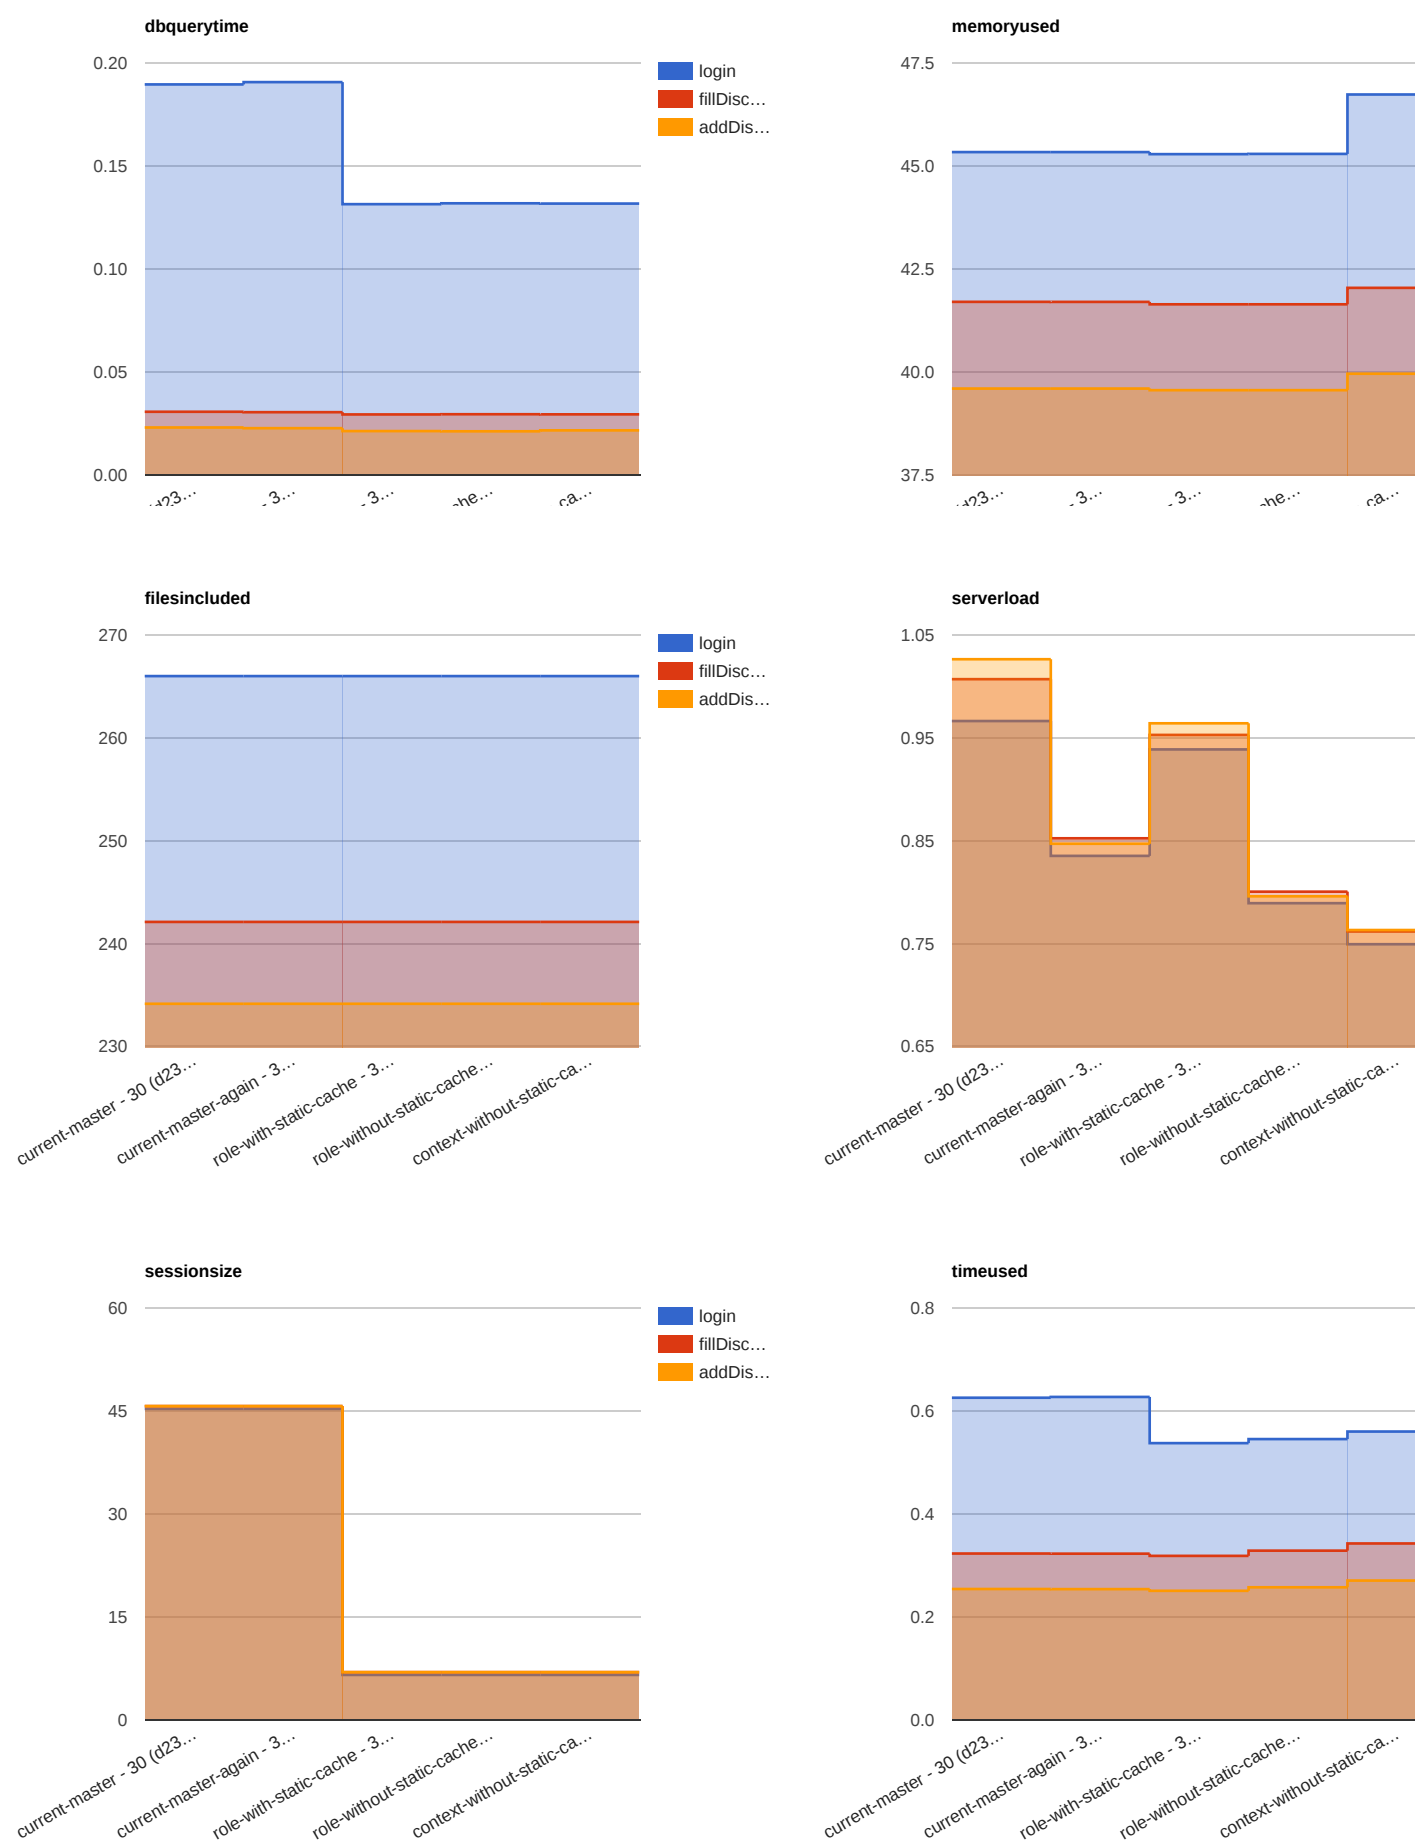 dbquerytime
0.20
0.15
0.10
0.05
0.00
login
fillDisc…
addDis…
- 3…
- 3…
ca…
memoryused
47.5
45.0
42.5
40.0
37.5
- 3…
- 3…
ca…
filesincluded
270
260
250
240
230
login
fillDisc…
addDis…
current-master - 30 (d23…
current-master-again - 3…
role-with-static-cache - 3…
role-without-static-cache…
context-without-static-ca…
serverload
1.05
0.95
0.85
0.75
0.65
current-master - 30 (d23…
current-master-again - 3…
role-with-static-cache - 3…
role-without-static-cache…
context-without-static-ca…
sessionsize
60
45
30
15
0
login
fillDisc…
addDis…
current-master - 30 (d23…
current-master-again - 3…
role-with-static-cache - 3…
role-without-static-cache…
context-without-static-ca…
timeused
0.8
0.6
0.4
0.2
0.0
current-master - 30 (d23…
current-master-again - 3…
role-with-static-cache - 3…
role-without-static-cache…
context-without-static-ca…